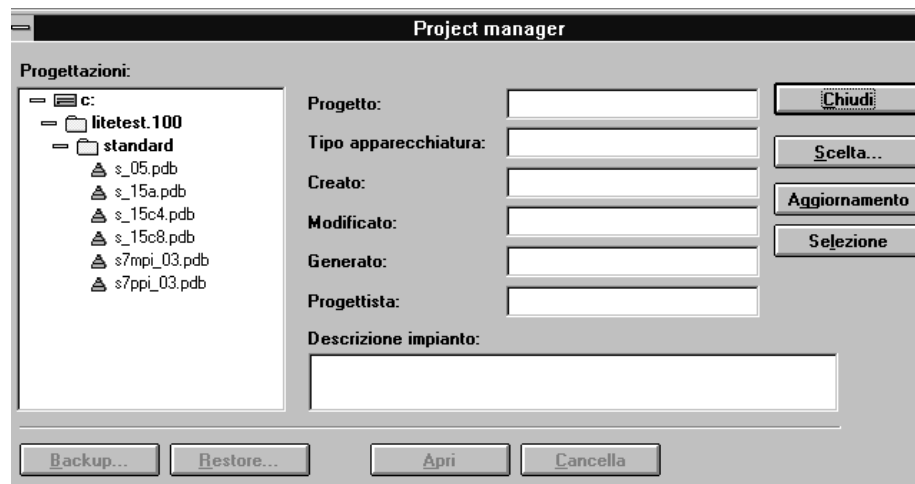 Project manager
Progettazioni:
c:
litetest.100
standard
s_05.pdb
s_15a.pdb
s_15c4.pdb
s_15c8.pdb
s7mpi_03.pdb
s7ppi_03.pdb
Progetto:
Tipo apparecchiatura:
Creato:
Modificato:
Generato:
Progettista:
Descrizione impianto:
Chiudi
Scelta...
Aggiornamento
Selezione
Backup...
Restore...
Apri
Cancella